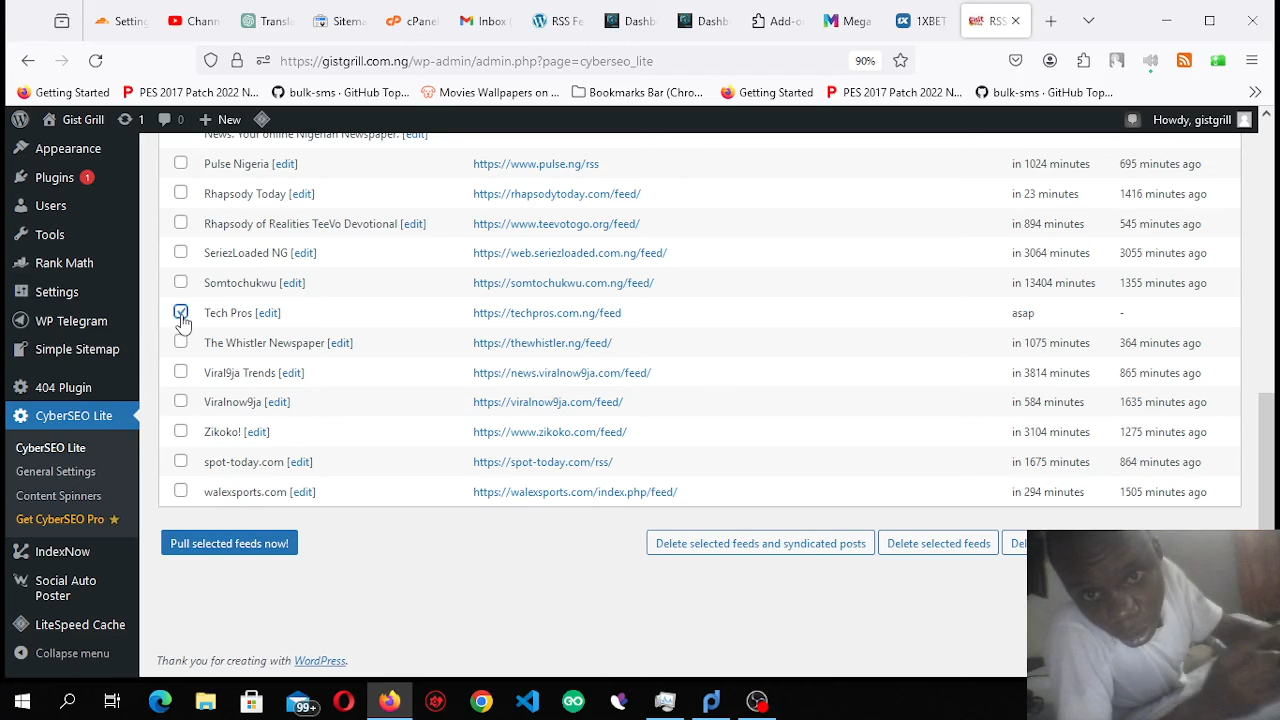 Setting
Chann
Transl
Sitema
cPanel
Inbox (
RSS Fe
Dashb
Dashb
Add-o
Mega
1XBET
RSS
https://gistgrill.com.ng/wp-admin/admin.php?page=cyberseo_lite
90%
Getting Started
PES 2017 Patch 2022 N...
bulk-sms · GitHub Top...
Movies Wallpapers on ...
Bookmarks Bar (Chro...
Getting Started
PES 2017 Patch 2022 N...
bulk-sms · GitHub Top...
Gist Grill
1
0
New
Howdy, gistgrill
Appearance
Plugins 1
Users
Tools
Rank Math
Settings
WP Telegram
Simple Sitemap
404 Plugin
CyberSEO Lite
CyberSEO Lite
General Settings
Content Spinners
Get CyberSEO Pro
IndexNow
Social Auto
Poster
LiteSpeed Cache
Collapse menu
News. Your online Nigerian Newspaper. [edit]
Pulse Nigeria [edit] https://www.pulse.ng/rss in 1024 minutes 695 minutes ago
Rhapsody Today [edit] https://rhapsodytoday.com/feed/ in 23 minutes 1416 minutes ago
Rhapsody of Realities TeeVo Devotional [edit] https://www.teevotogo.org/feed/ in 894 minutes 545 minutes ago
SeriezLoaded NG [edit] https://web.seriezloaded.com.ng/feed/ in 3064 minutes 3055 minutes ago
Somtochukwu [edit] https://somtochukwu.com.ng/feed/ in 13404 minutes 1355 minutes ago
Tech Pros [edit] https://techpros.com.ng/feed asap -
The Whistler Newspaper [edit] https://thewhistler.ng/feed/ in 1075 minutes 364 minutes ago
Viral9ja Trends [edit] https://news.viralnow9ja.com/feed/ in 3814 minutes 865 minutes ago
Viralnow9ja [edit] https://viralnow9ja.com/feed/ in 584 minutes 1635 minutes ago
Zikoko! [edit] https://www.zikoko.com/feed/ in 3104 minutes 1275 minutes ago
spot-today.com [edit] https://spot-today.com/rss/ in 1675 minutes 864 minutes ago
walexsports.com [edit] https://walexsports.com/index.php/feed/ in 294 minutes 1505 minutes ago
Pull selected feeds now!
Delete selected feeds and syndicated posts
Delete selected feeds
Del
Thank you for creating with WordPress.
99+